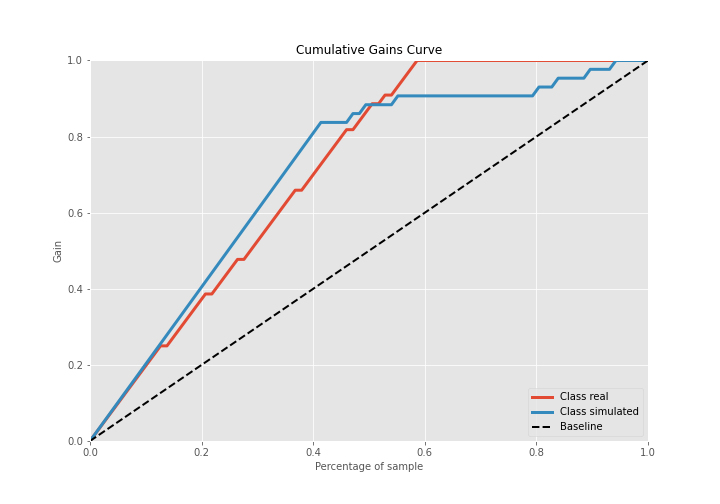 Cumulative Gains Curve
1.0
0.8
0.6
0.4
0.2
0.0
Gain
0.0 0.2 0.4 0.6 0.8 1.0
Percentage of sample
Class real
Class simulated
Baseline